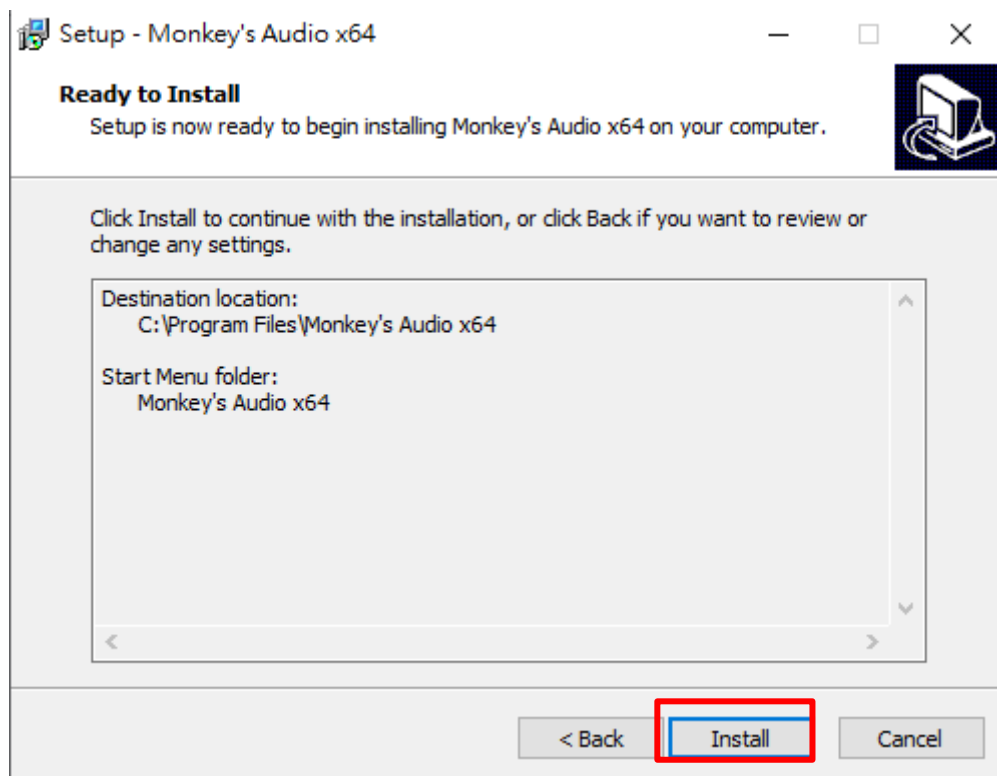 Setup - Monkey's Audio x64
Ready to Install
Setup is now ready to begin installing Monkey's Audio x64 on your computer.
Click Install to continue with the installation, or click Back if you want to review or
change any settings.
Destination location:
C:\Program Files\Monkey's Audio x64
Start Menu folder:
Monkey's Audio x64
< Back
Install
Cancel